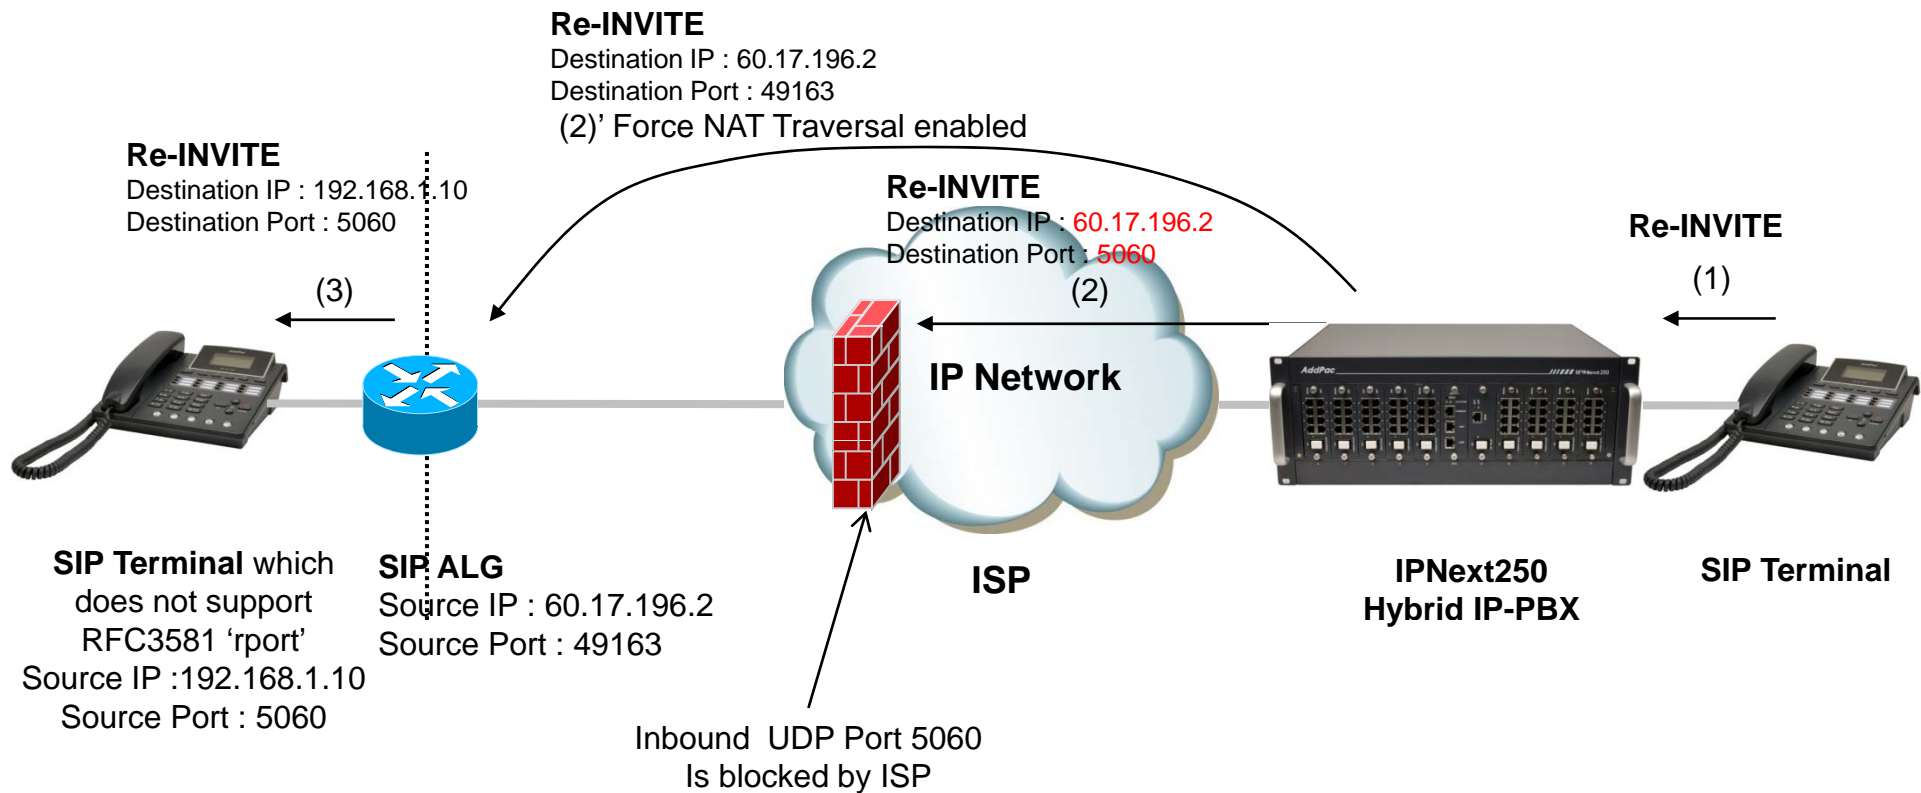 Re-INVITE
Destination IP : 60.17.196.2
Destination Port : 49163
(2)’ Force NAT Traversal enabled
Re-INVITE
Destination IP : 192.168.1.10
Destination Port : 5060
(3)
Re-INVITE
Destination IP : 60.17.196.2
Destination Port : 5060
(2)
Re-INVITE
(1)
IP Network
AddPac
IPNext250
SIP Terminal which
does not support
RFC3581 ‘rport’
Source IP :192.168.1.10
Source Port : 5060
SIP ALG
Source IP : 60.17.196.2
Source Port : 49163
ISP
IPNext250
Hybrid IP-PBX
SIP Terminal
Inbound UDP Port 5060
Is blocked by ISP